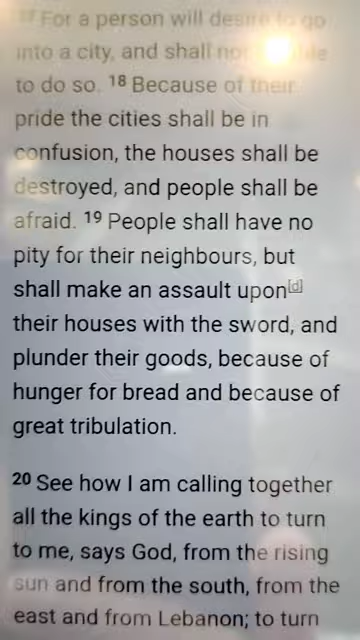 17 For a person will desire to go
into a city, and shall not
to do so. 18 Because of their
pride the cities shall be in
confusion, the houses shall be
destroyed, and people shall be
afraid. 19 People shall have no
pity for their neighbours, but
shall make an assault upon[d]
their houses with the sword, and
plunder their goods, because of
hunger for bread and because of
great tribulation.
20 See how I am calling together
all the kings of the earth to turn
to me, says God, from the rising
sun and from the south, from the
east and from Lebanon; to turn